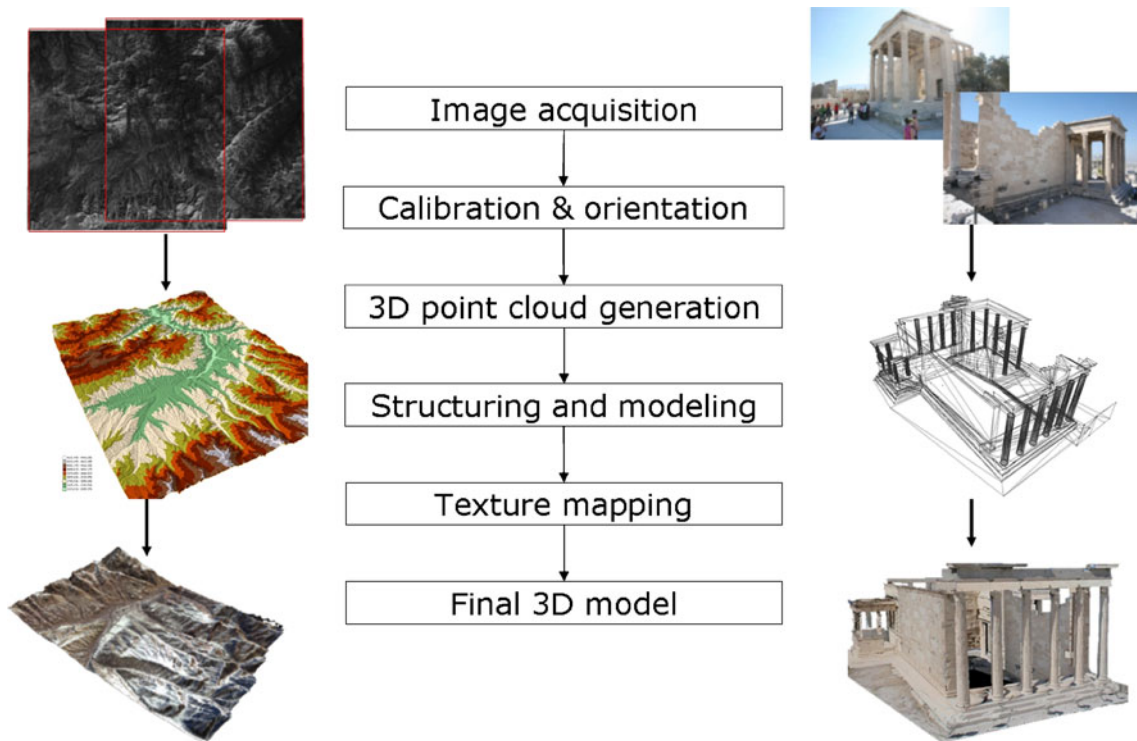 Image acquisition
Calibration & orientation
3D point cloud generation
Structuring and modeling
Texture mapping
Final 3D model